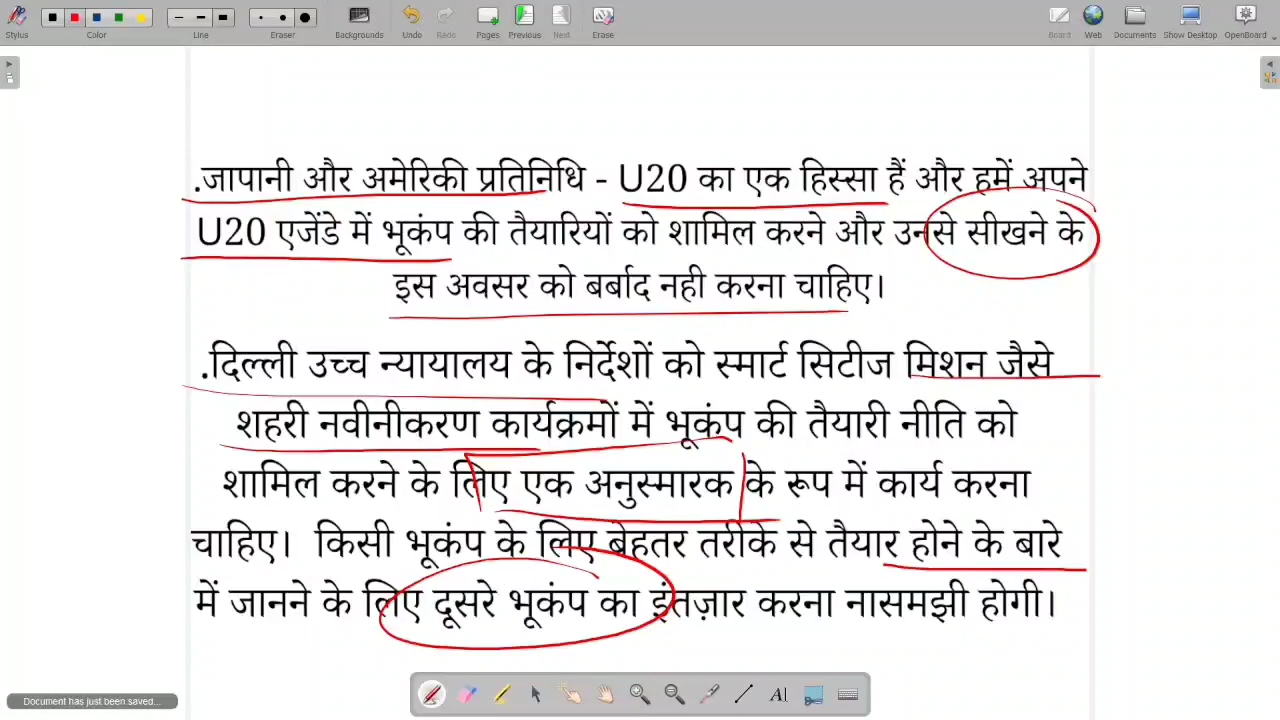 Stylus
Color
Line
Eraser
Backgrounds
Undo
Redo
Pages
Previous
Next
Erase
Board
Web
Documents
Show Desktop
OpenBoard
.जापानी और अमेरिकी प्रतिनिधि - U20 का एक हिस्सा हैं और हमें अपने
U20 एजेंडे में भूकंप की तैयारियों को शामिल करने और उनसे सीखने के
इस अवसर को बर्बाद नही करना चाहिए।
.दिल्ली उच्च न्यायालय के निर्देशों को स्मार्ट सिटीज मिशन जैसे
शहरी नवीनीकरण कार्यक्रमों में भूकंप की तैयारी नीति को
शामिल करने के लिए एक अनुस्मारक के रूप में कार्य करना
चाहिए। किसी भूकंप के लिए बेहतर तरीके से तैयार होने के बारे
में जानने के लिए दूसरे भूकंप का इंतज़ार करना नासमझी होगी।
Document has just been saved...
AI